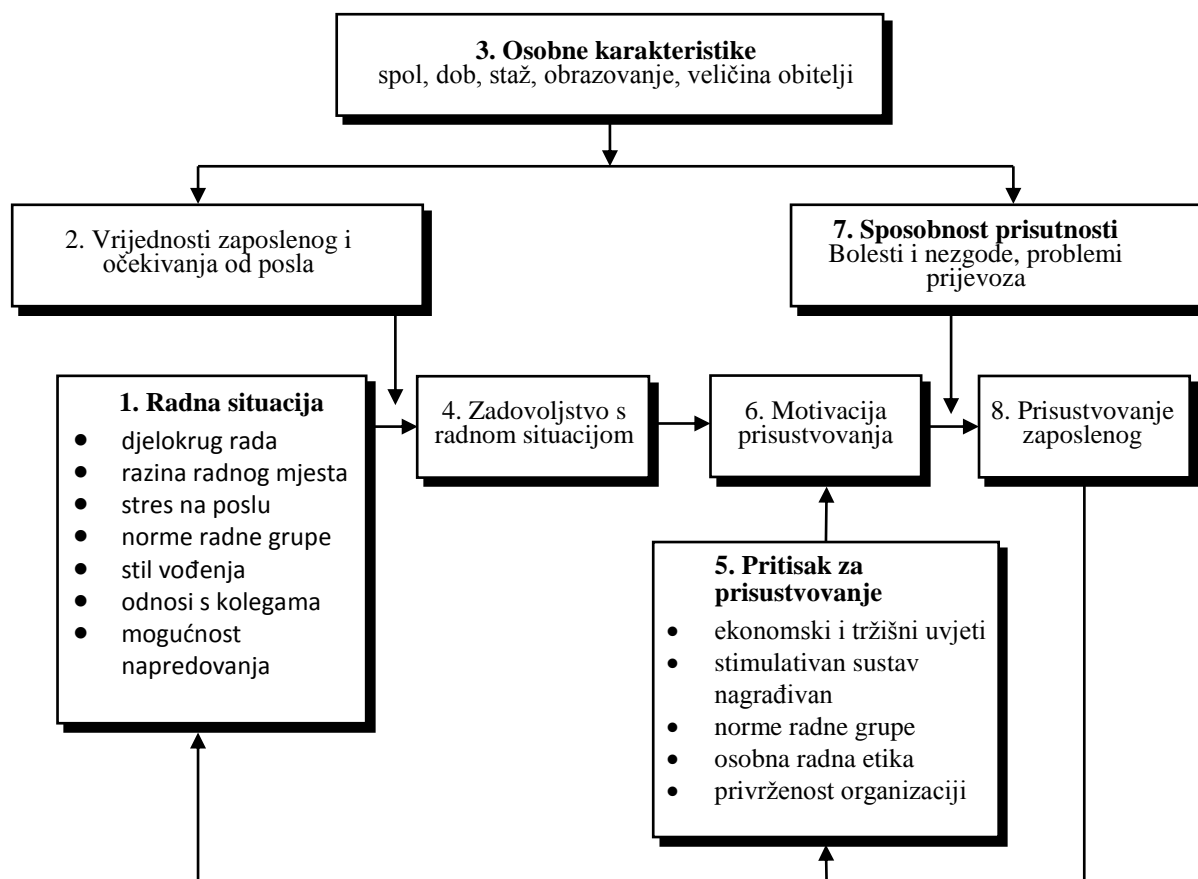 3. Osobne karakteristike
spol, dob, staž, obrazovanje, veličina obitelji
2. Vrijednosti zaposlenog i
očekivanja od posla
7. Sposobnost prisutnosti
Bolesti i nezgode, problemi
prijevoza
1. Radna situacija
● djelokrug rada
● razina radnog mjesta
● stres na poslu
● norme radne grupe
● stil vođenja
● odnosi s kolegama
● mogućnost
napredovanja
4. Zadovoljstvo s
radnom situacijom
6. Motivacija
prisustvovanja
8. Prisustvovanje
zaposlenog
5. Pritisak za
prisustvovanje
• ekonomski i tržišni uvjeti
• stimulativan sustav
nagrađivan
• norme radne grupe
• osobna radna etika
• privrženost organizaciji